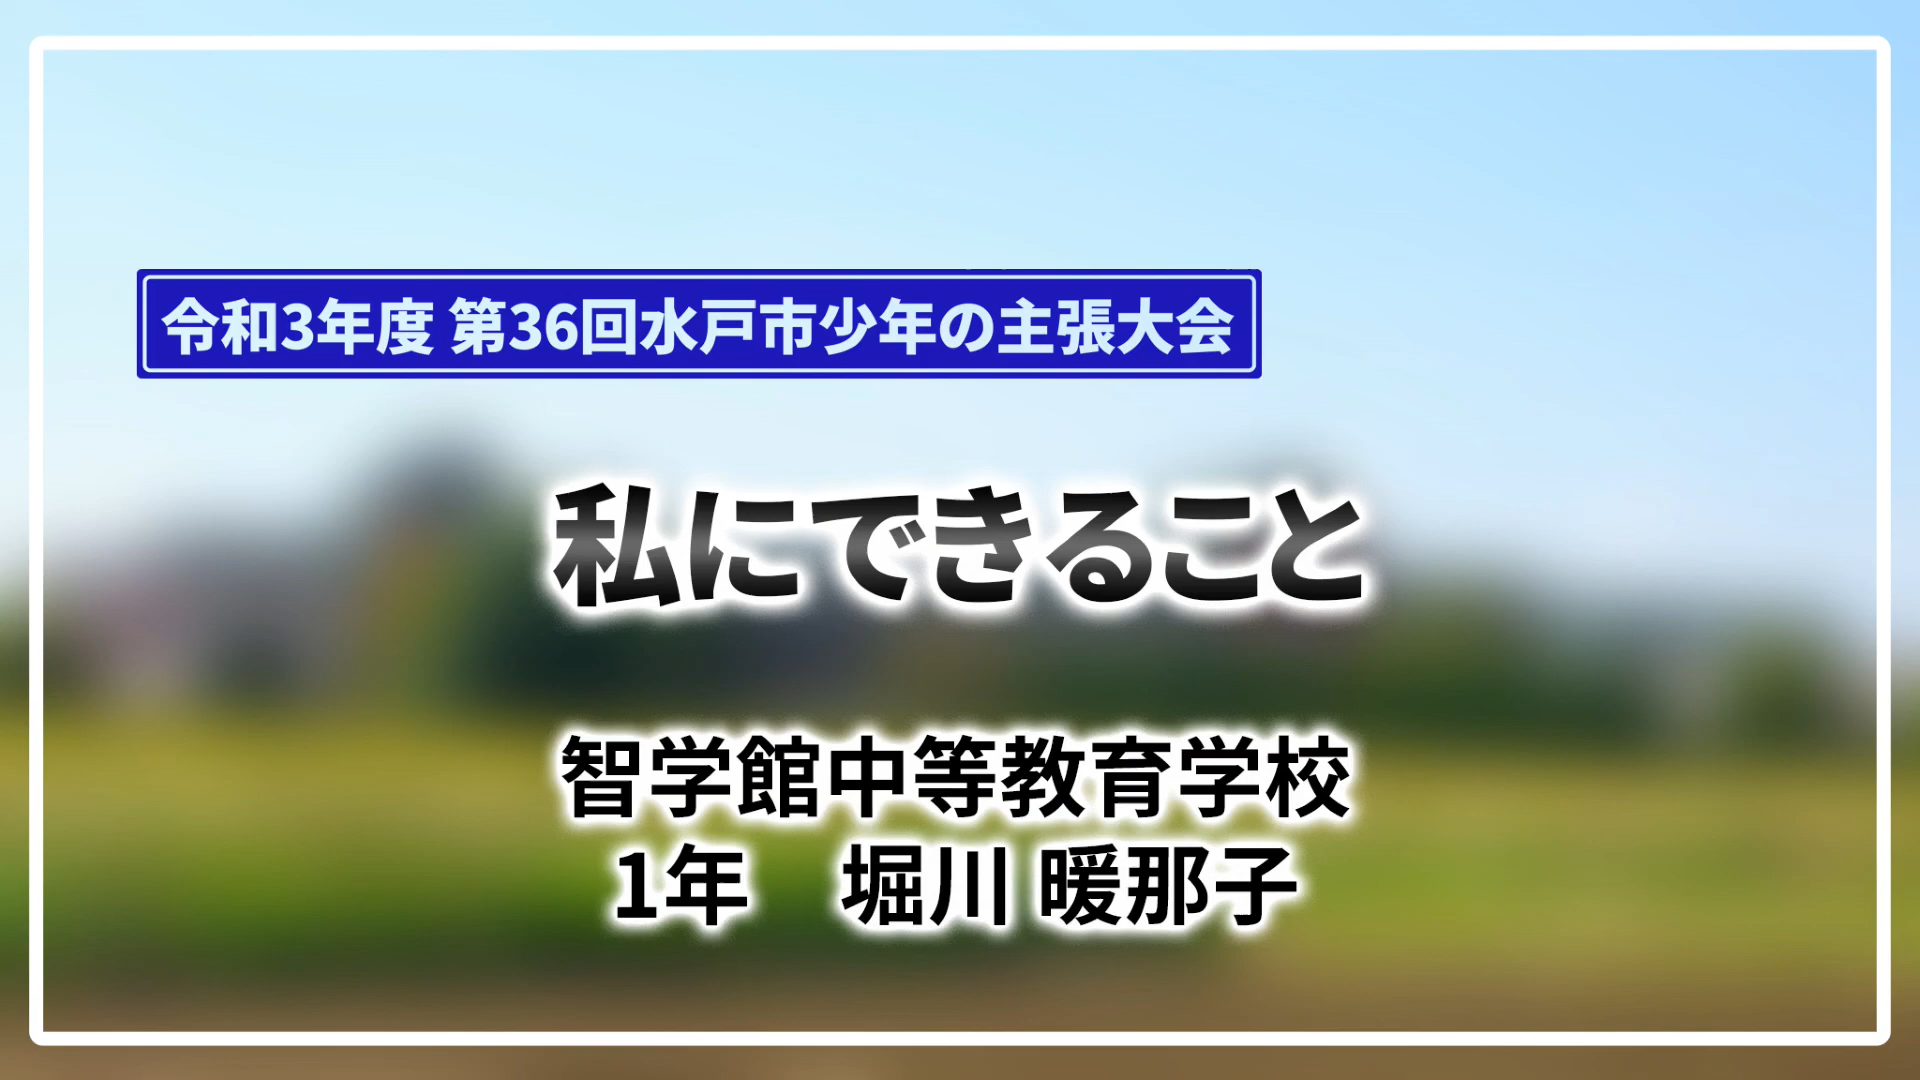 令和3年度 第36回水戸市少年の主張大会
私にできること
智学館中等教育学校
1年　堀川 暖那子